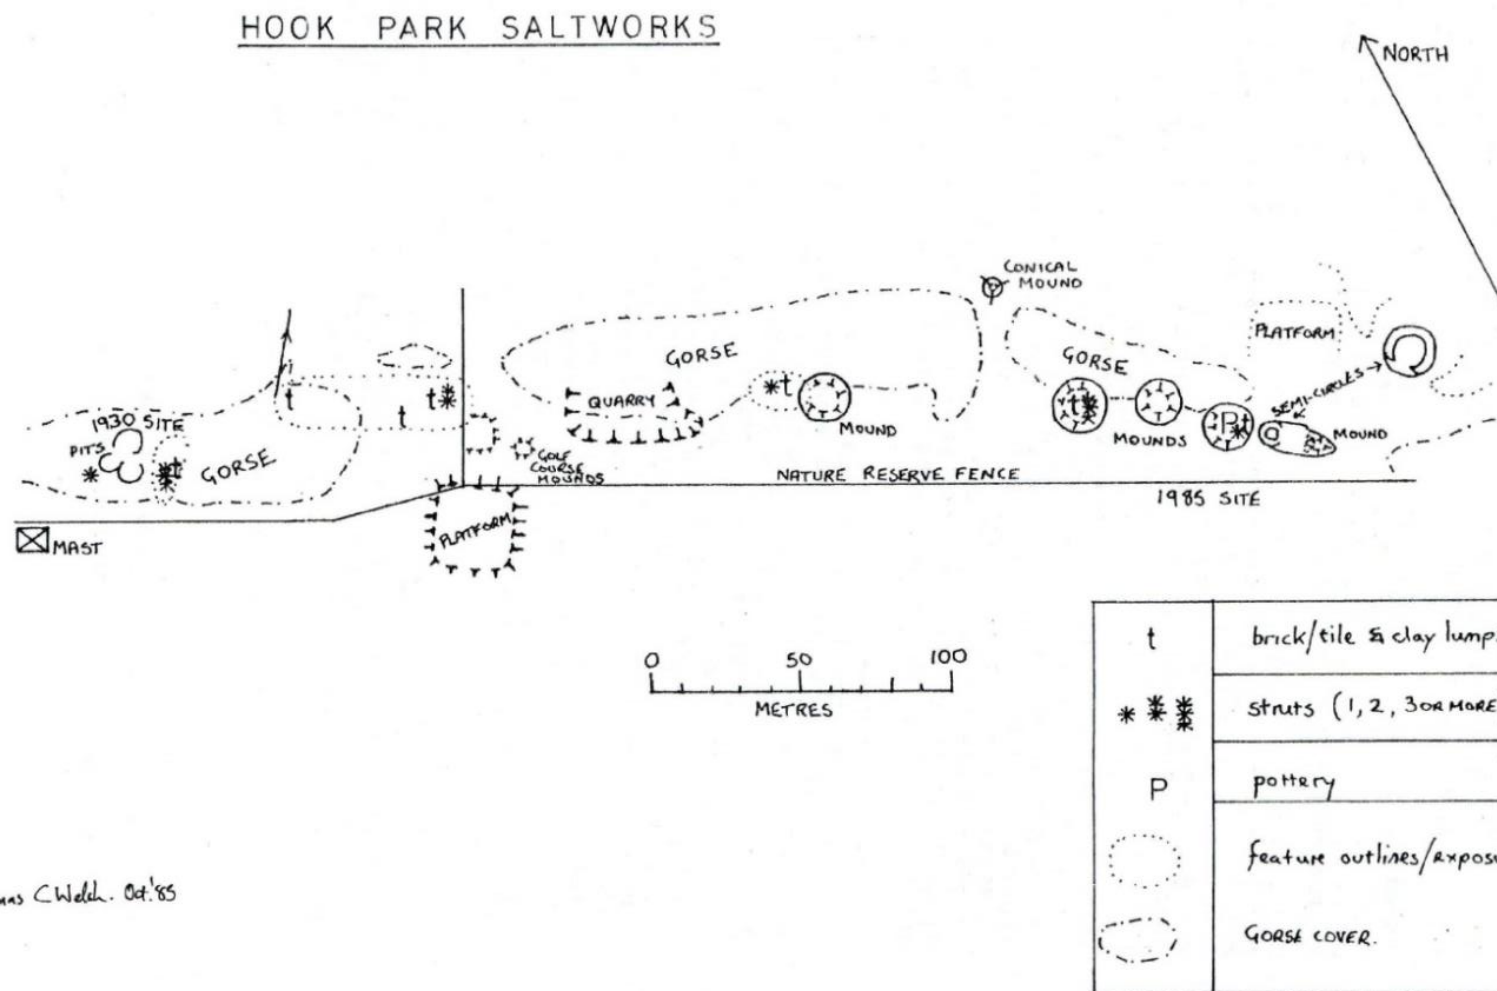 HOOK PARK SALTWORKS
NORTH
CONICAL
MOUND
GORSE
PLATFORM
GORSE
SEMI-CIRCLES
t
t
t
*t
QUARRY
t
P t
1930 SITE
PITS
t
GORSE
MOUND
MOUNDS
MOUND
GOLF
COURSE
MOUNDS
NATURE RESERVE FENCE
1985 SITE
PLATFORM
MAST
0 50 100
METRES
t brick/tile & clay lump
struts (1, 2, 3 OR MORE
P pottery
feature outlines/expos
GORSE COVER.
C Welch. Oct.'85